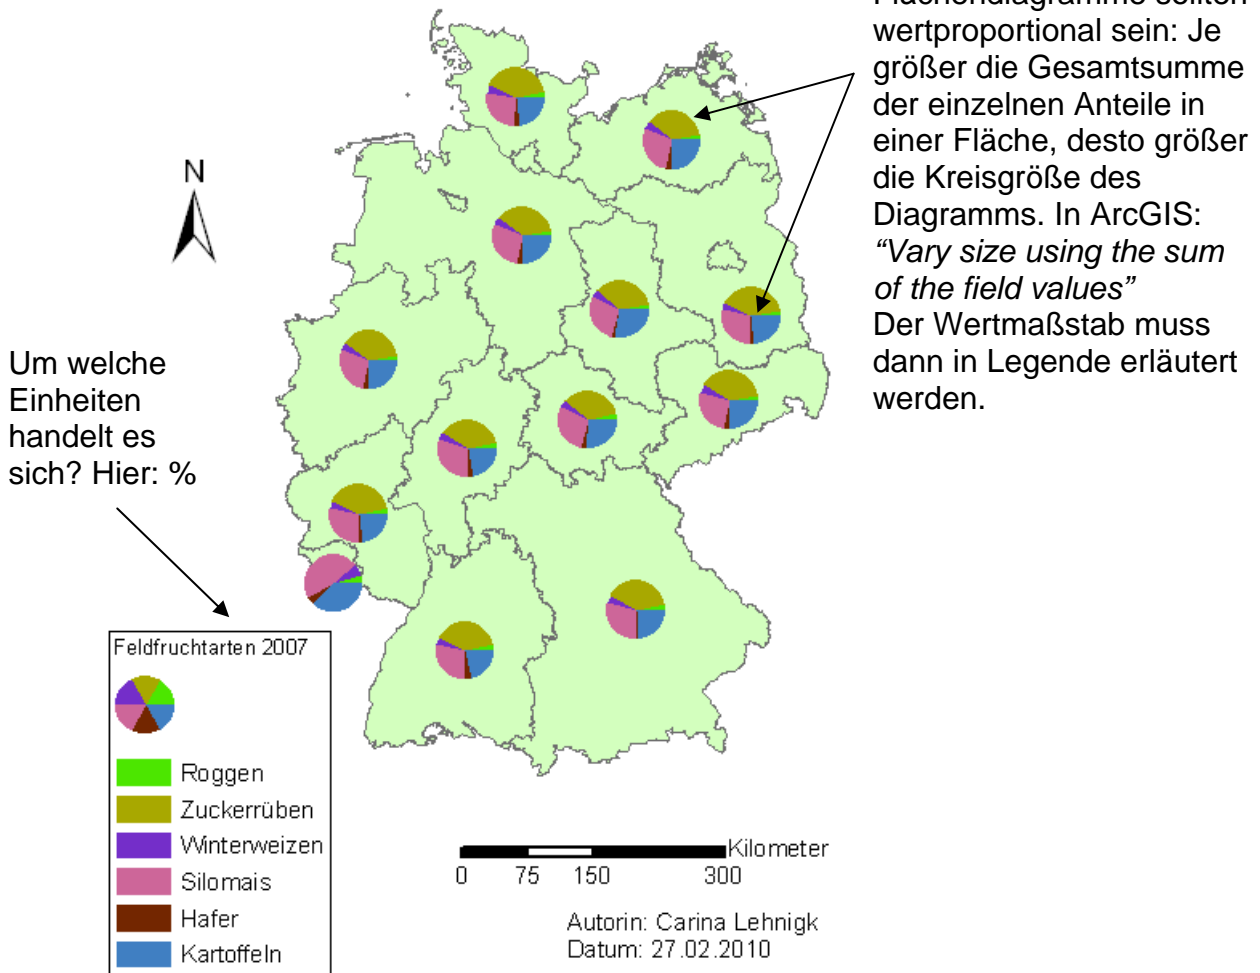 Flächendiagramme sollten
wertproportional sein: Je
größer die Gesamtsumme
der einzelnen Anteile in
einer Fläche, desto größer
die Kreisgröße des
Diagramms. In ArcGIS:
“Vary size using the sum
of the field values”
Der Wertmaßstab muss
dann in Legende erläutert
werden.
N
Um welche
Einheiten
handelt es
sich? Hier: %
Feldfruchtarten 2007
Roggen
Zuckerrüben
Winterweizen
Silomais
Hafer
Kartoffeln
Kilometer
0 75 150 300
Autorin: Carina Lehnigk
Datum: 27.02.2010